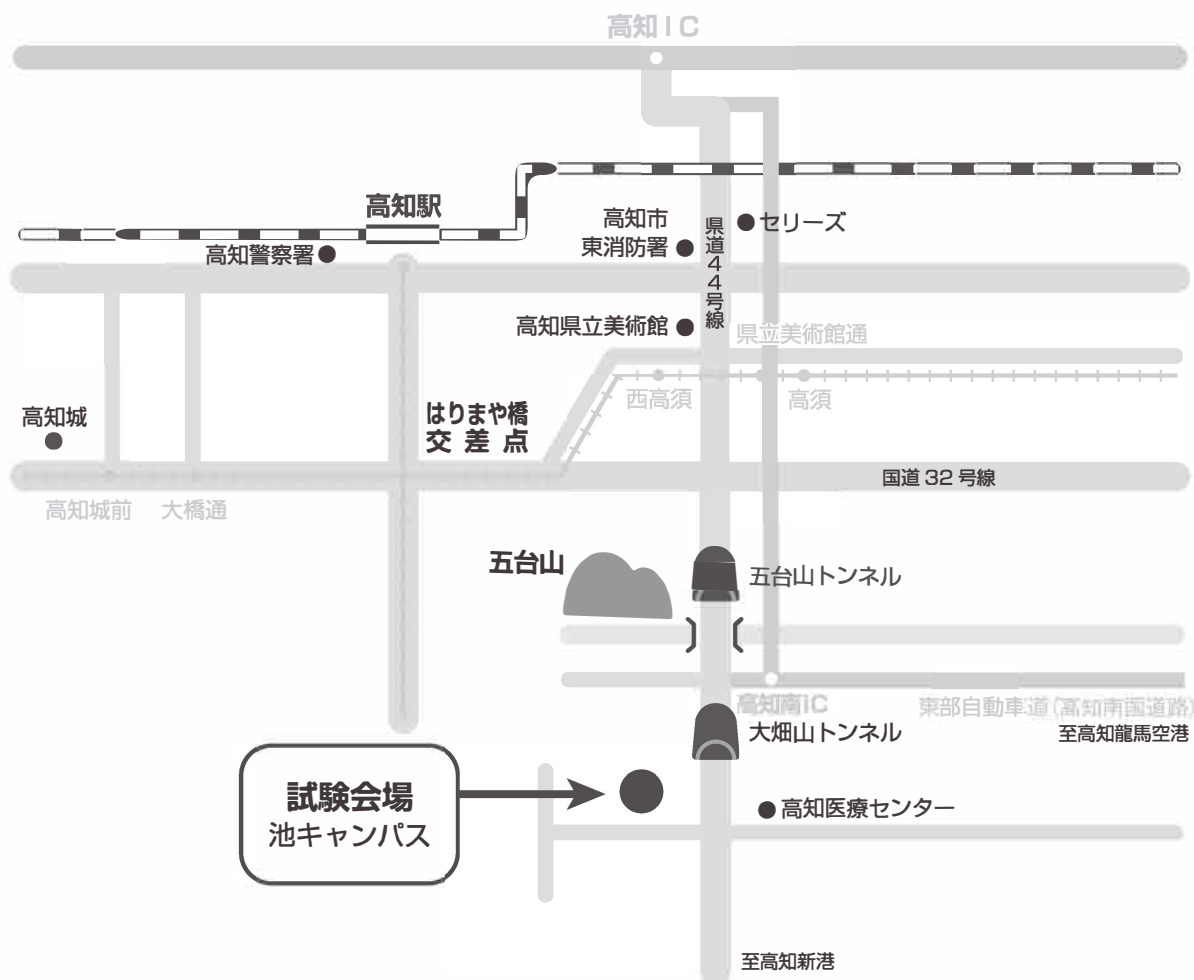 高知IC
高知駅
高知市
東消防署
県道44号線
セリーズ
高知警察署
高知県立美術館
県立美術館通
西高須
高須
高知城
はりまや橋
交差点
国道32号線
高知城前
大橋通
五台山
五台山トンネル
高知南IC
東部自動車道(高知南国道路)
大畑山トンネル
至高知龍馬空港
試験会場
池キャンパス
高知医療センター
至高知新港